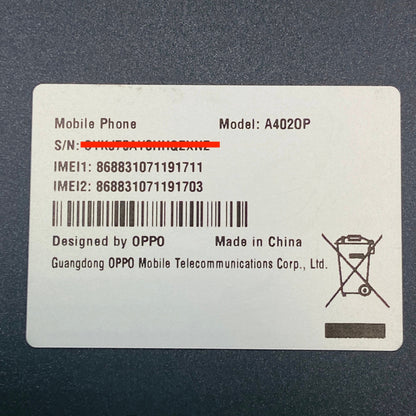 Mobile Phone Model: A402OP
S/N:
IMEI1: 868831071191711
IMEI2: 868831071191703
Designed by OPPO Made in China
Guangdong OPPO Mobile Telecommunications Corp., Ltd.